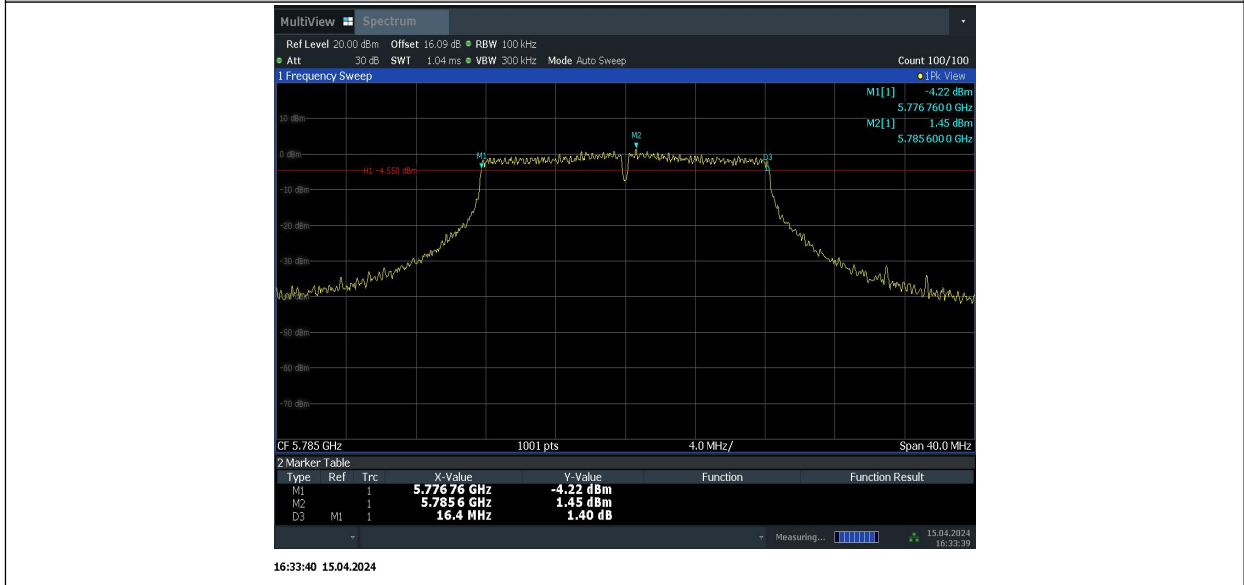 MultiView Spectrum
Ref Level 20.00 dBm Offset 16.09 dB RBW 100 kHz
Att 30 dB SWT 1.04 ms VBW 300 kHz Mode Auto Sweep Count 100/100
1 Frequency Sweep 1Pk View
M1[1] -4.22 dBm
5.776 760 0 GHz
M2[1] 1.45 dBm
5.785 600 0 GHz
10 dBm
M2
0 dBm
M1
D3
H1 -4.550 dBm
-10 dBm
-20 dBm
-30 dBm
-40 dBm
-50 dBm
-60 dBm
-70 dBm
CF 5.785 GHz 1001 pts 4.0 MHz/ Span 40.0 MHz
2 Marker Table
Type Ref Trc X-Value Y-Value Function Function Result
M1 1 5.776 76 GHz -4.22 dBm
M2 1 5.785 6 GHz 1.45 dBm
D3 M1 1 16.4 MHz 1.40 dB
Measuring... 15.04.2024
16:33:39
16:33:40 15.04.2024